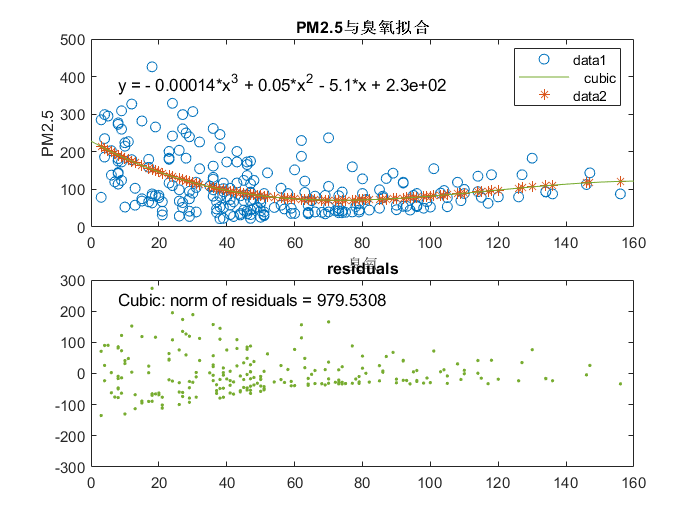 PM2.5与臭氧拟合
500
400
300
200
100
0
PM2.5
y = - 0.00014*x³ + 0.05*x² - 5.1*x + 2.3e+02
data1
cubic
data2
0 20 40 60 80 100 120 140 160
臭氧
residuals
300
200
100
0
-100
-200
-300
Cubic: norm of residuals = 979.5308
0 20 40 60 80 100 120 140 160